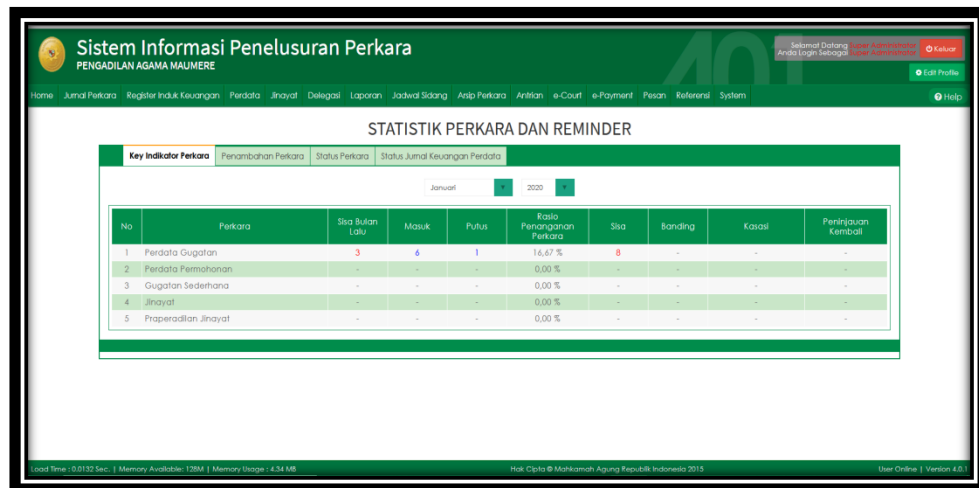 Sistem Informasi Penelusuran Perkara
PENGADILAN AGAMA MAUMERE
401
Selamat Datang Super Administrator
Anda Login Sebagai Super Administrator
Keluar
Edit Profile
Home Jurnal Perkara Register Induk Keuangan Perdata Jinayat Delegasi Laporan Jadwal Sidang Arsip Perkara Antrian e-Court e-Payment Pesan Referensi System Help
STATISTIK PERKARA DAN REMINDER
Key Indikator Perkara Penambahan Perkara Status Perkara Status Jurnal Keuangan Perdata
Januari 2020
No Perkara Sisa Bulan Lalu Masuk Putus Rasio Penanganan Perkara Sisa Banding Kasasi Peninjauan Kembali
1 Perdata Gugatan 3 6 1 16,67 % 8 - - -
2 Perdata Permohonan - - - 0,00 % - - - -
3 Gugatan Sederhana - - - 0,00 % - - - -
4 Jinayat - - - 0,00 % - - - -
5 Praperadilan Jinayat - - - 0,00 % - - - -
Load Time : 0.0132 Sec. | Memory Available: 128M | Memory Usage : 4.34 MB Hak Cipta © Mahkamah Agung Republik Indonesia 2015 User Online | Version 4.0.1